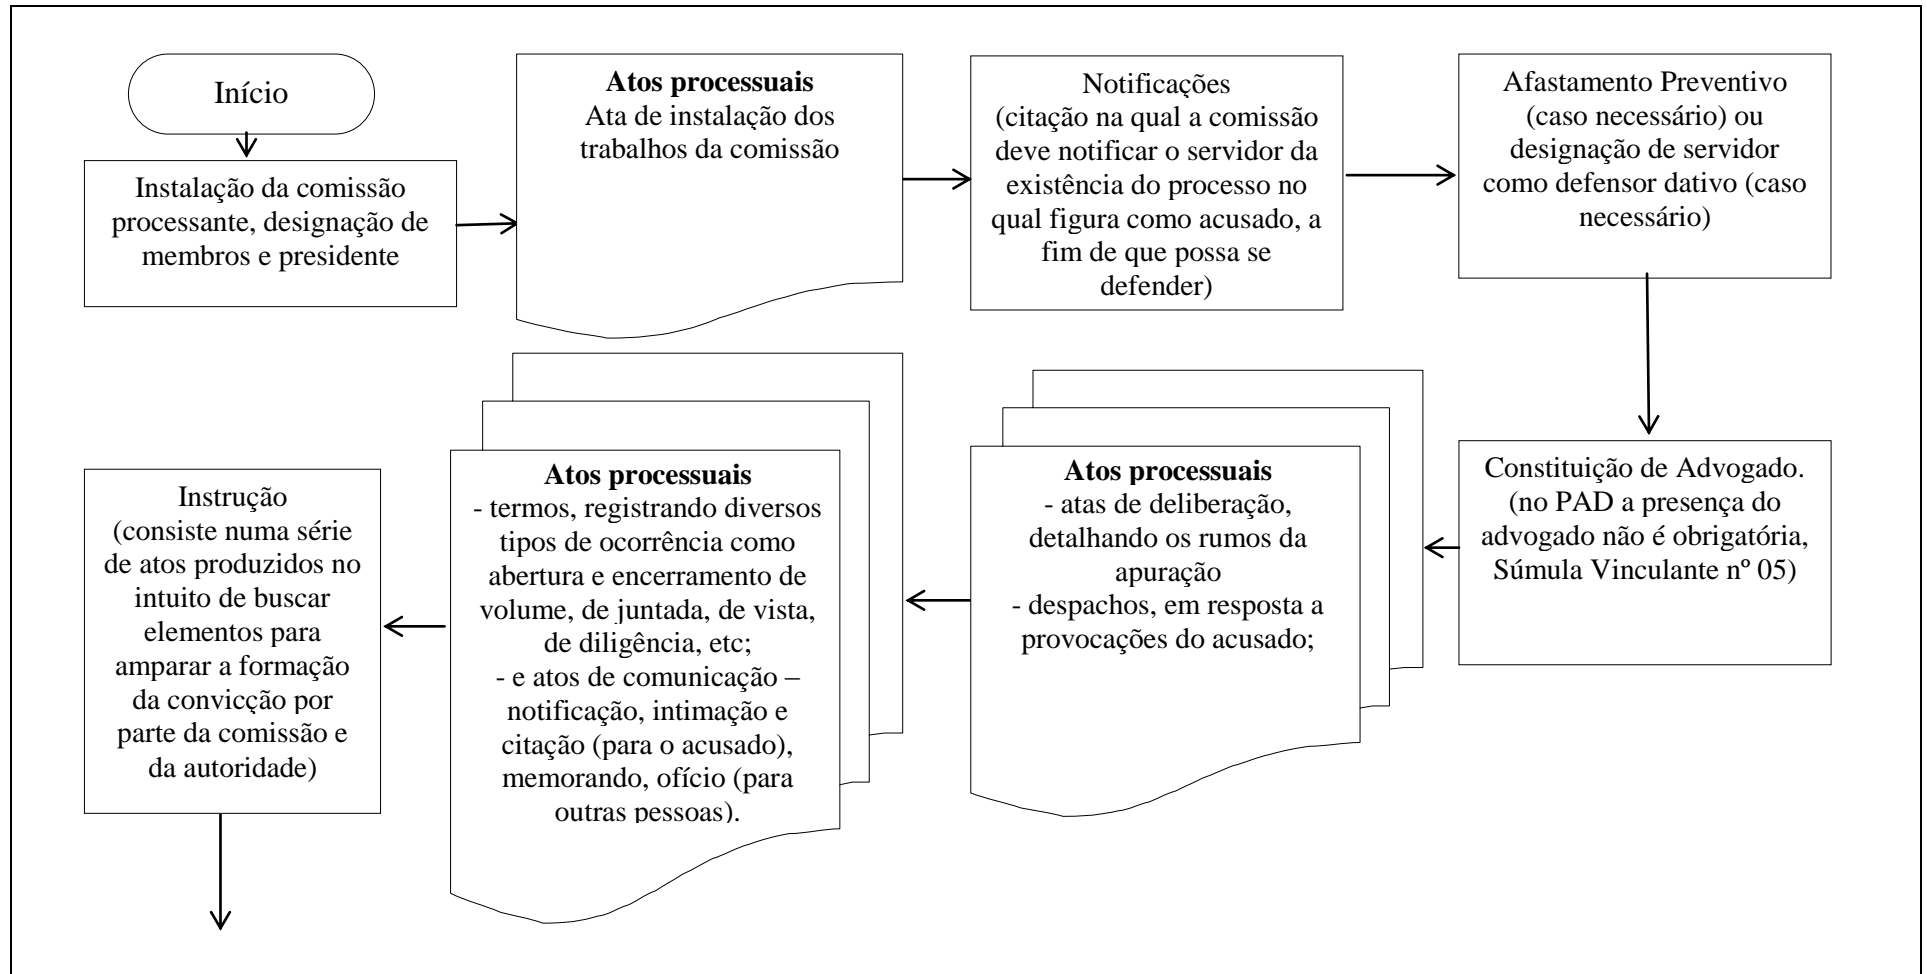 Início
Instalação da comissão
processante, designação de
membros e presidente
Atos processuais
Ata de instalação dos
trabalhos da comissão
Notificações
(citação na qual a comissão
deve notificar o servidor da
existência do processo no
qual figura como acusado, a
fim de que possa se
defender)
Afastamento Preventivo
(caso necessário) ou
designação de servidor
como defensor dativo (caso
necessário)
Constituição de Advogado.
(no PAD a presença do
advogado não é obrigatória,
Súmula Vinculante nº 05)
Atos processuais
- atas de deliberação,
detalhando os rumos da
apuração
- despachos, em resposta a
provocações do acusado;
Atos processuais
- termos, registrando diversos
tipos de ocorrência como
abertura e encerramento de
volume, de juntada, de vista,
de diligência, etc;
- e atos de comunicação –
notificação, intimação e
citação (para o acusado),
memorando, ofício (para
outras pessoas).
Instrução
(consiste numa série
de atos produzidos no
intuito de buscar
elementos para
amparar a formação
da convicção por
parte da comissão e
da autoridade)